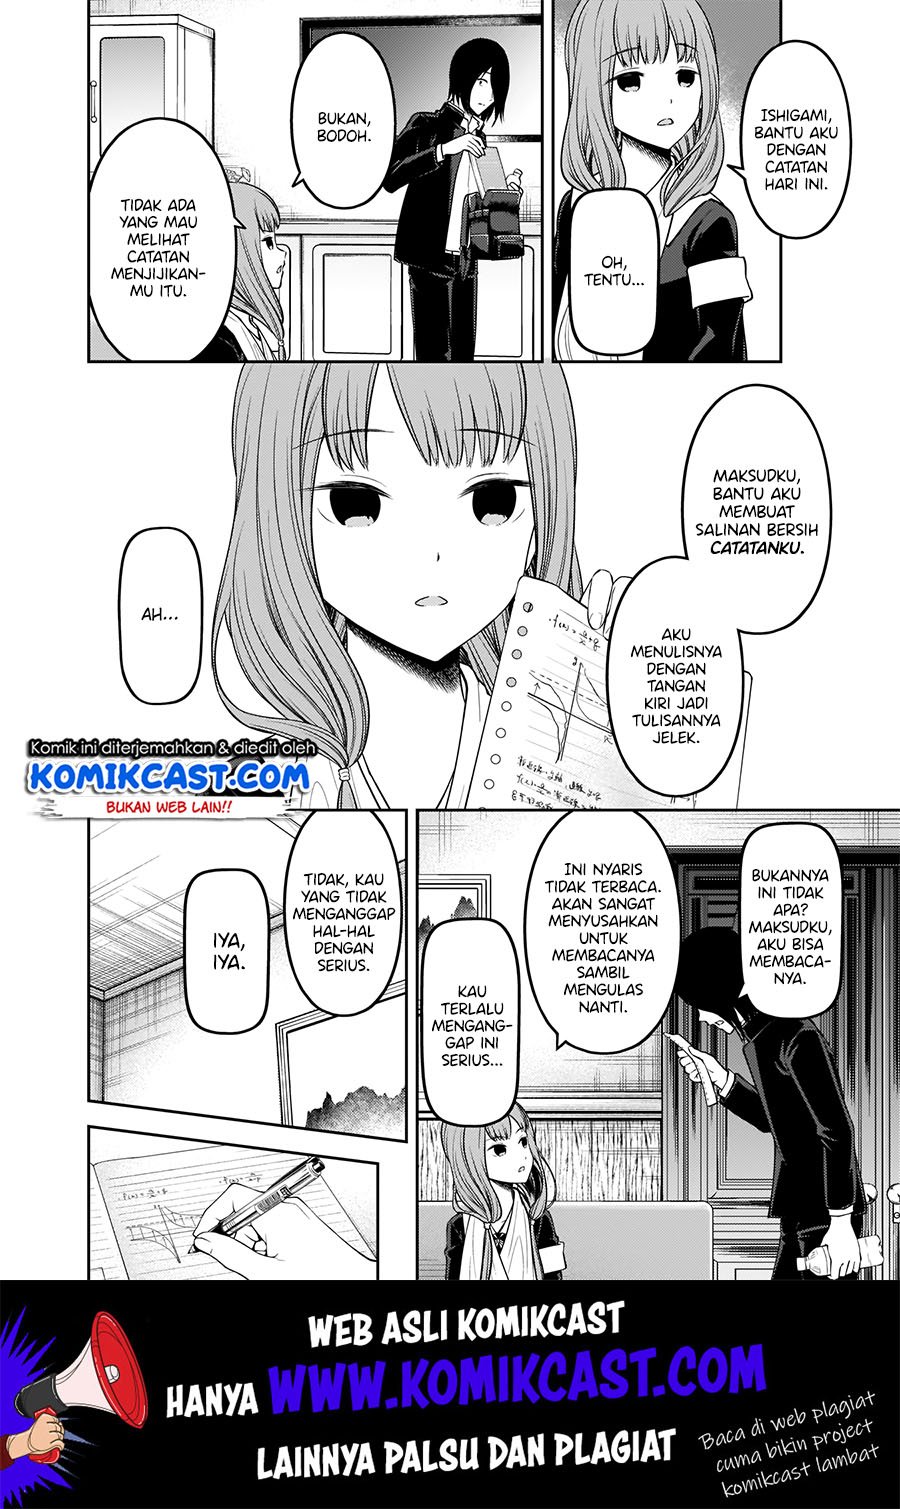 ISHIGAMI,
BANTU AKU
DENGAN
CATATAN
HARI INI.
OH,
TENTU...
BUKAN,
BODOH.
TIDAK ADA
YANG MAU
MELIHAT
CATATAN
MENJIJIKAN-
MU ITU.
MAKSUDKU,
BANTU AKU
MEMBUAT
SALINAN BERSIH
CATATANKU.
AKU
MENULISNYA
DENGAN
TANGAN
KIRI JADI
TULISANNYA
JELEK.
AH...
Komik ini diterjemahkan & diedit oleh
KOMIKCAST.COM
BUKAN WEB LAIN!!
BUKANNYA
INI TIDAK
APA?
MAKSUDKU,
AKU BISA
MEMBACA-
NYA.
INI NYARIS
TIDAK TERBACA.
AKAN SANGAT
MENYUSAHKAN
UNTUK
MEMBACANYA
SAMBIL
MENGULAS
NANTI.
KAU
TERLALU
MENGANG-
GAP INI
SERIUS...
TIDAK, KAU
YANG TIDAK
MENGANGGAP
HAL-HAL
DENGAN
SERIUS.
IYA,
IYA.
WEB ASLI KOMIKCAST
HANYA WWW.KOMIKCAST.COM
LAINNYA PALSU DAN PLAGIAT
Baca di web plagiat
cuma bikin project
komikcast lambat